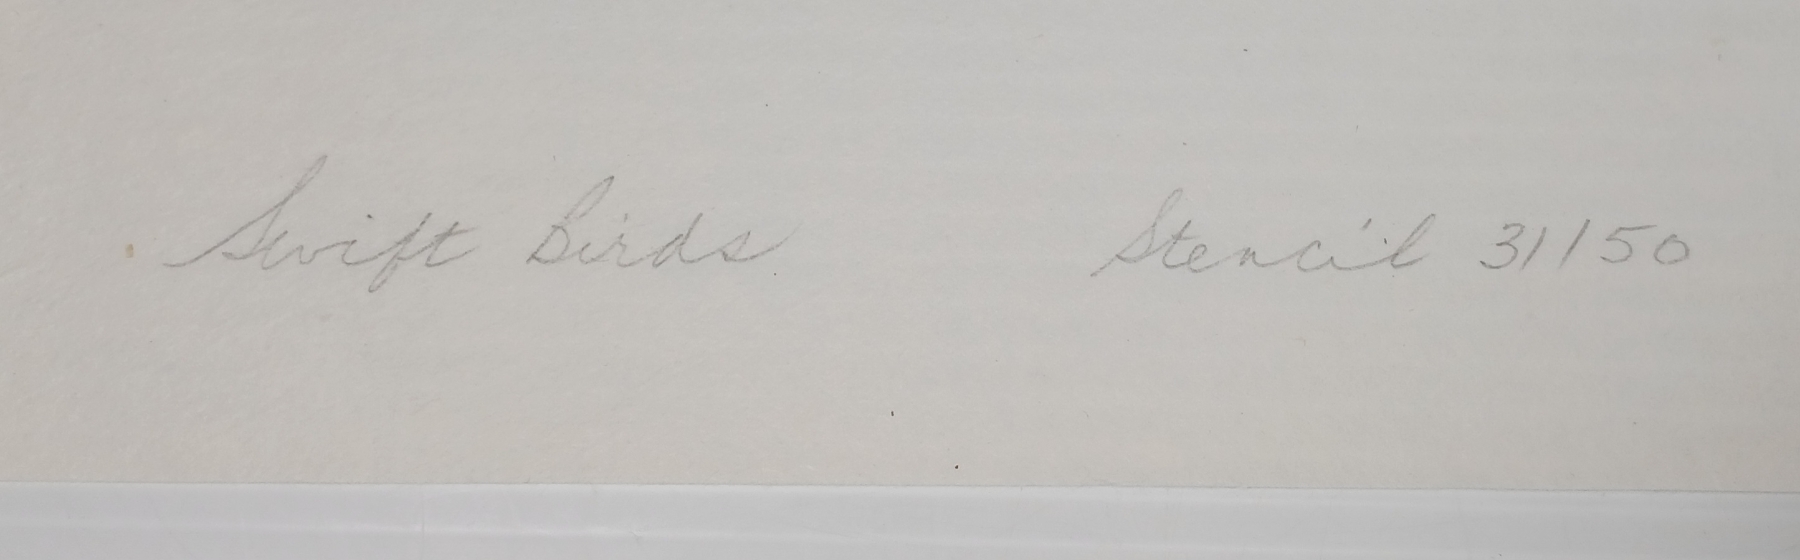 Swift Birds Stencil 31/50